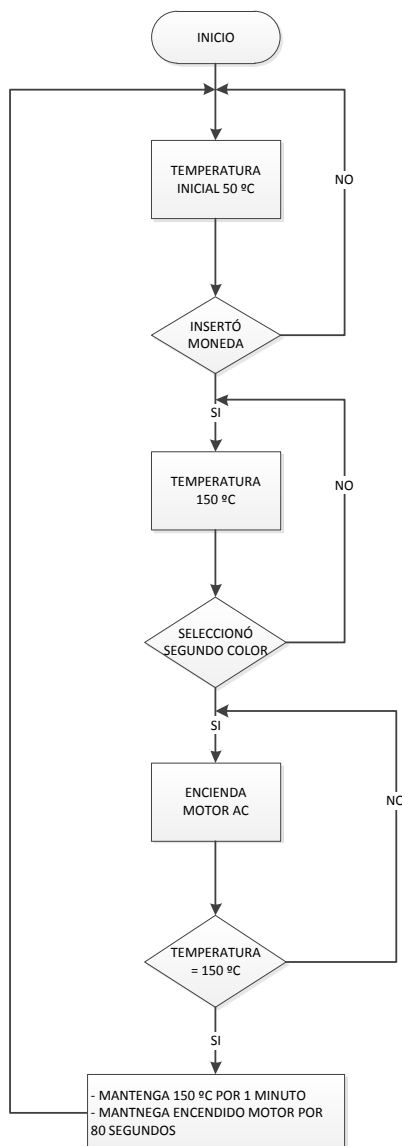 INICIO
TEMPERATURA
INICIAL 50 ºC
NO
INSERTÓ
MONEDA
SI
TEMPERATURA
150 ºC
NO
SELECCIONÓ
SEGUNDO COLOR
SI
ENCIENDA
MOTOR AC
NO
TEMPERATURA
= 150 ºC
SI
- MANTENGA 150 ºC POR 1 MINUTO
- MANTNEGA ENCENDIDO MOTOR POR
80 SEGUNDOS